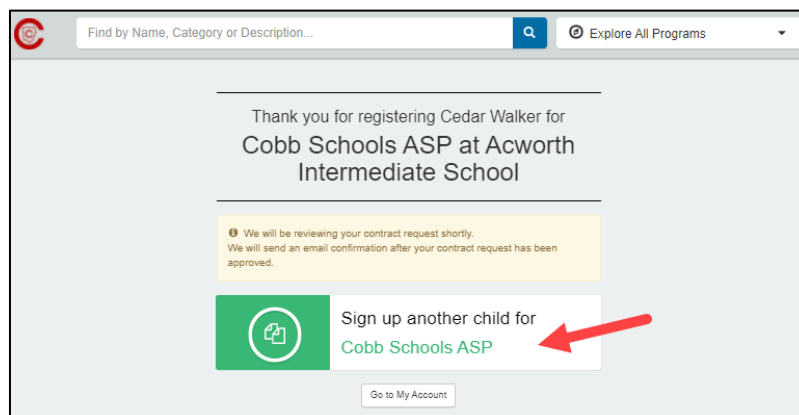 Find by Name, Category or Description...
Explore All Programs
Thank you for registering Cedar Walker for
Cobb Schools ASP at Acworth
Intermediate School
We will be reviewing your contract request shortly.
We will send an email confirmation after your contract request has been
approved.
Sign up another child for
Cobb Schools ASP
Go to My Account